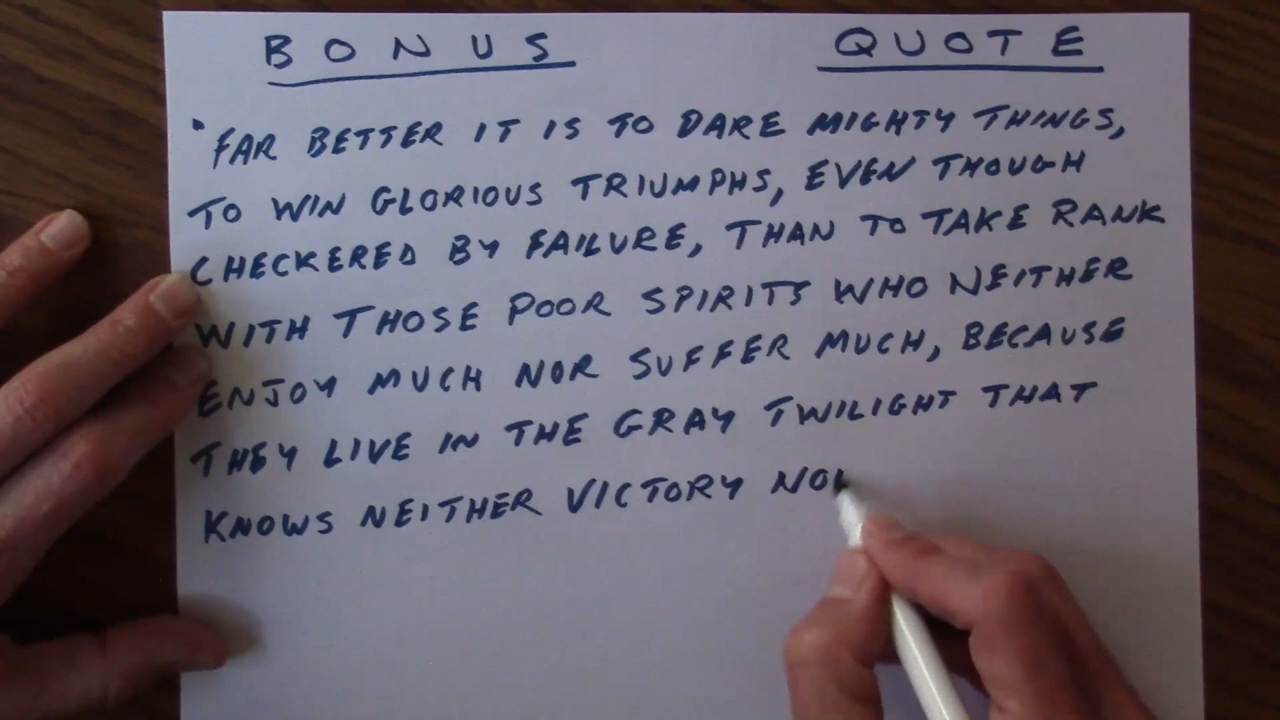 BONUS QUOTE
"FAR BETTER IT IS TO DARE MIGHTY THINGS,
TO WIN GLORIOUS TRIUMPHS, EVEN THOUGH
CHECKERED BY FAILURE, THAN TO TAKE RANK
WITH THOSE POOR SPIRITS WHO NEITHER
ENJOY MUCH NOR SUFFER MUCH, BECAUSE
THEY LIVE IN THE GRAY TWILIGHT THAT
KNOWS NEITHER VICTORY